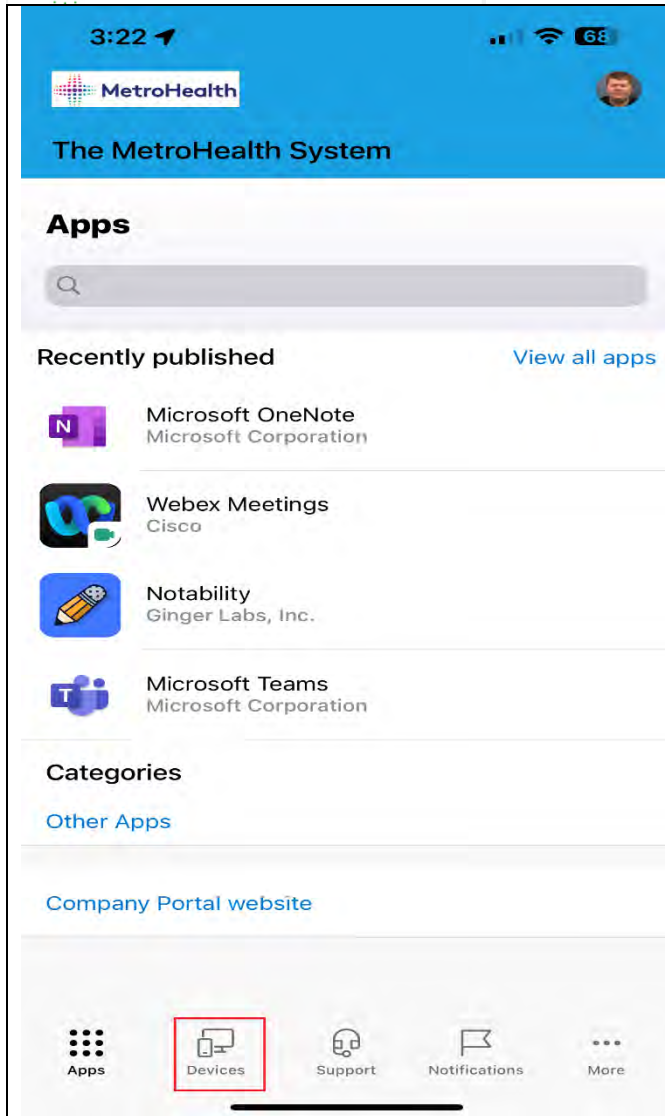 3:22
68
MetroHealth
The MetroHealth System
Apps
Recently published View all apps
N
Microsoft OneNote
Microsoft Corporation
Webex Meetings
Cisco
Notability
Ginger Labs, Inc.
T
Microsoft Teams
Microsoft Corporation
Categories
Other Apps
Company Portal website
Apps Devices Support Notifications More